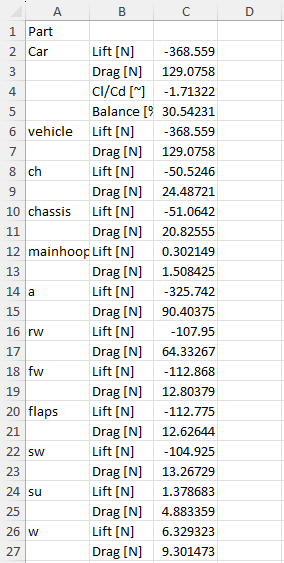 A B C D E
1 Part
2 Car Lift [N] -368.559
3 Drag [N] 129.0758
4 Cl/Cd [~] -1.71322
5 Balance [% 30.54231
6 vehicle Lift [N] -368.559
7 Drag [N] 129.0758
8 ch Lift [N] -50.5246
9 Drag [N] 24.48721
10 chassis Lift [N] -51.0642
11 Drag [N] 20.82555
12 mainhoop Lift [N] 0.302149
13 Drag [N] 1.508425
14 a Lift [N] -325.742
15 Drag [N] 90.40375
16 rw Lift [N] -107.95
17 Drag [N] 64.33267
18 fw Lift [N] -112.868
19 Drag [N] 12.80379
20 flaps Lift [N] -112.775
21 Drag [N] 12.62644
22 sw Lift [N] -104.925
23 Drag [N] 13.26729
24 su Lift [N] 1.378683
25 Drag [N] 4.883359
26 w Lift [N] 6.329323
27 Drag [N] 9.301473